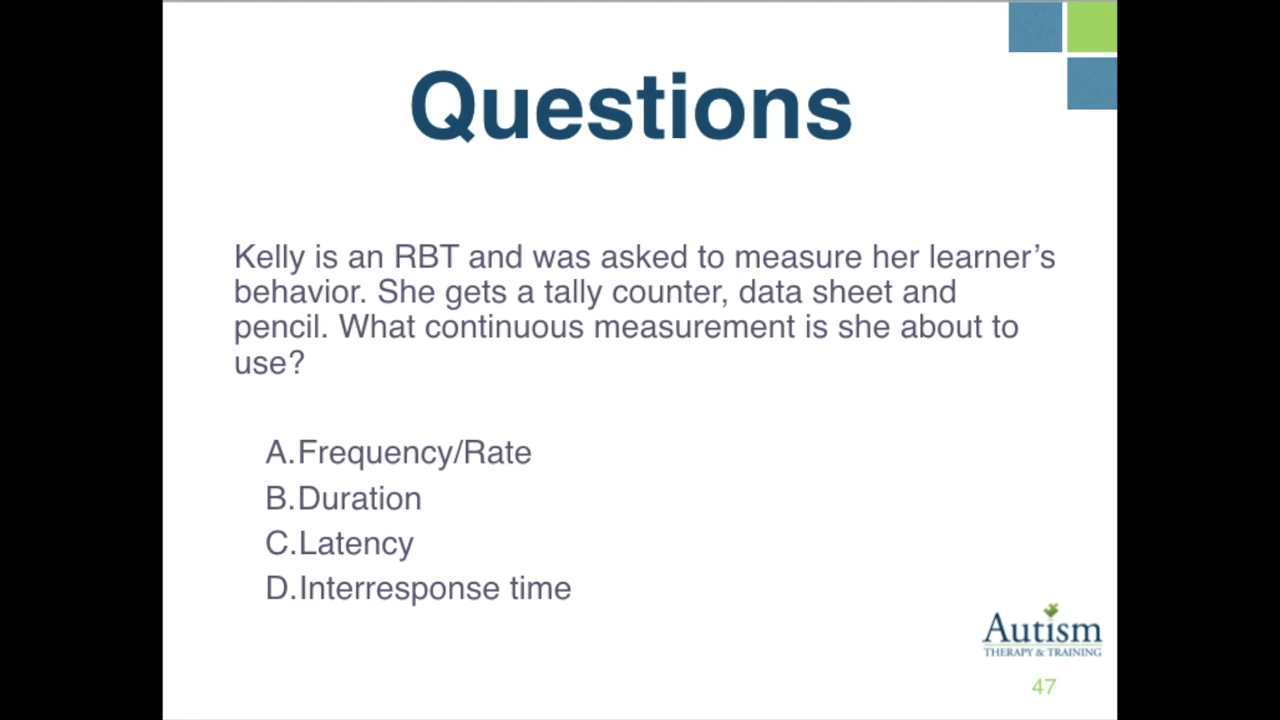 Questions
Kelly is an RBT and was asked to measure her learner’s
behavior. She gets a tally counter, data sheet and
pencil. What continuous measurement is she about to
use?
A.Frequency/Rate
B.Duration
C.Latency
D.Interresponse time
Autism
THERAPY & TRAINING
47